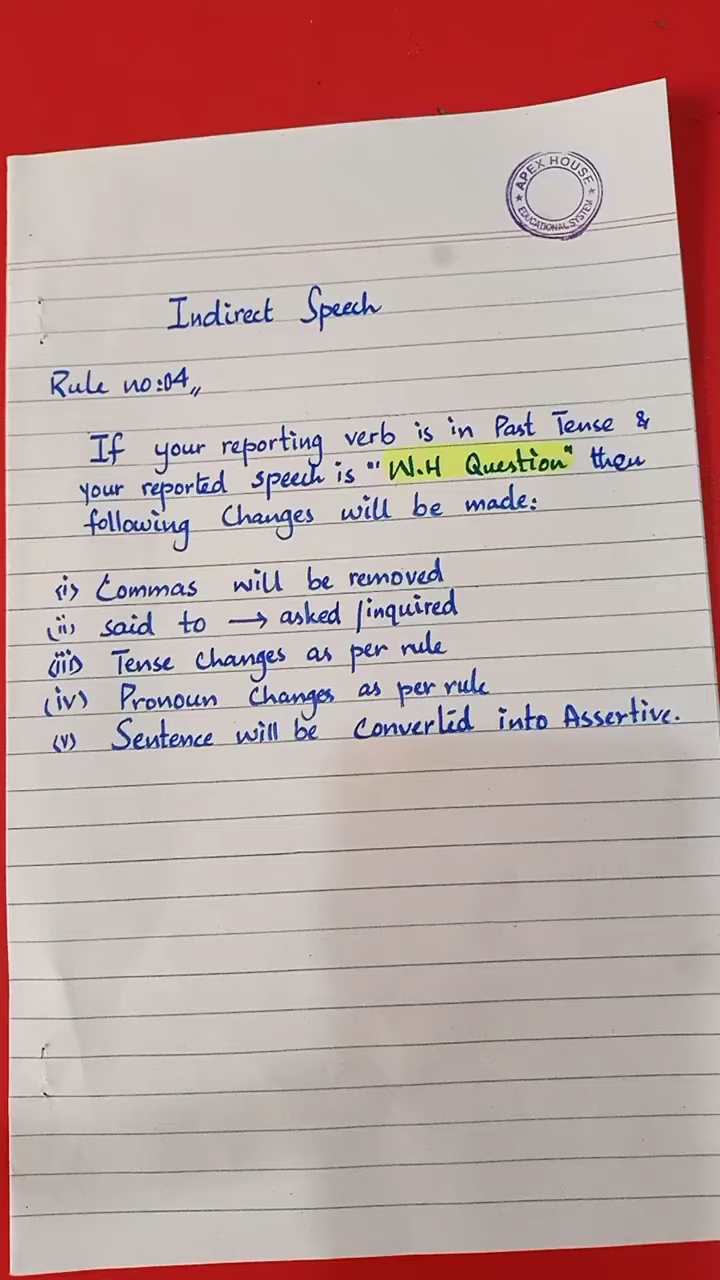 APEX HOUSE
EDUCATIONAL SYSTEM
Indirect Speech
Rule no:04,,
If your reporting verb is in Past Tense &
your reported speech is "W.H Question" then
following Changes will be made:
(i) Commas will be removed
(ii) said to → asked /inquired
(iii) Tense changes as per rule
(iv) Pronoun changes as per rule
(v) Sentence will be converted into Assertive.